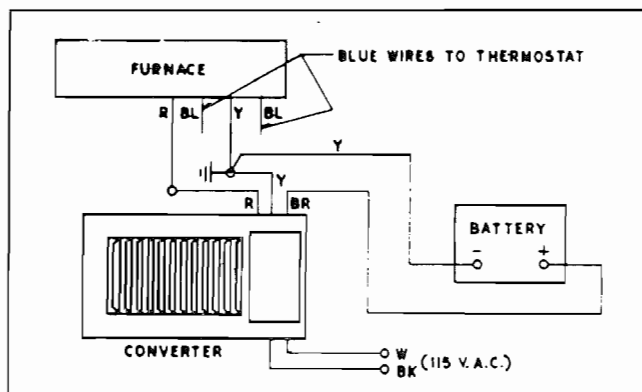 BLUE WIRES TO THERMOSTAT
FURNACE
R BL Y BL
Y
Y
R BR
BATTERY
- +
CONVERTER
W
BK (115 V.A.C.)